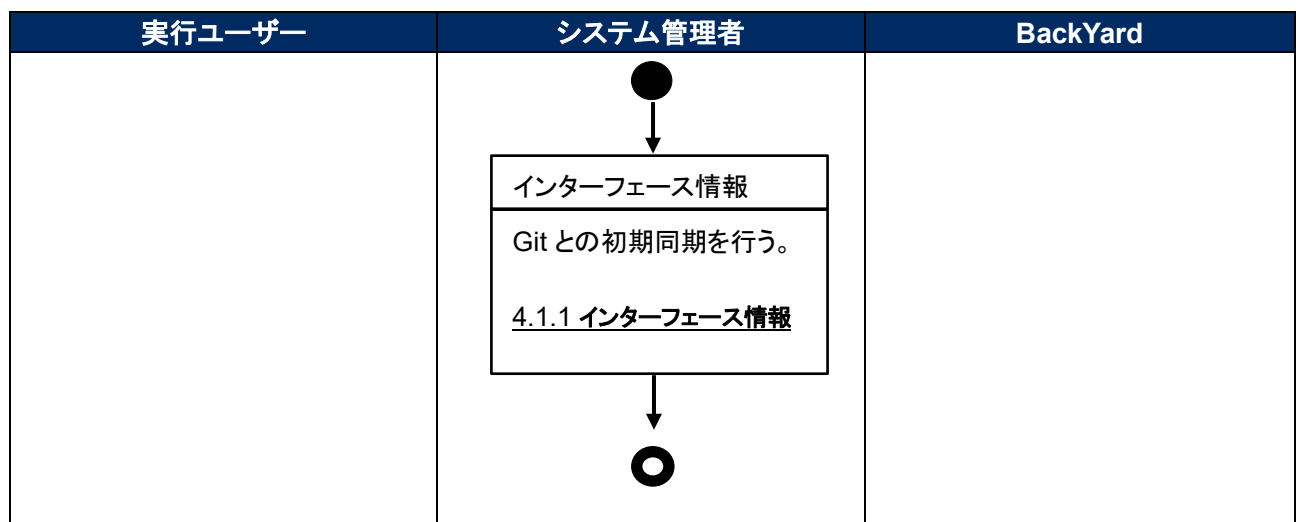 実行ユーザー
システム管理者
BackYard
インターフェース情報
Git との初期同期を行う。
4.1.1 インターフェース情報